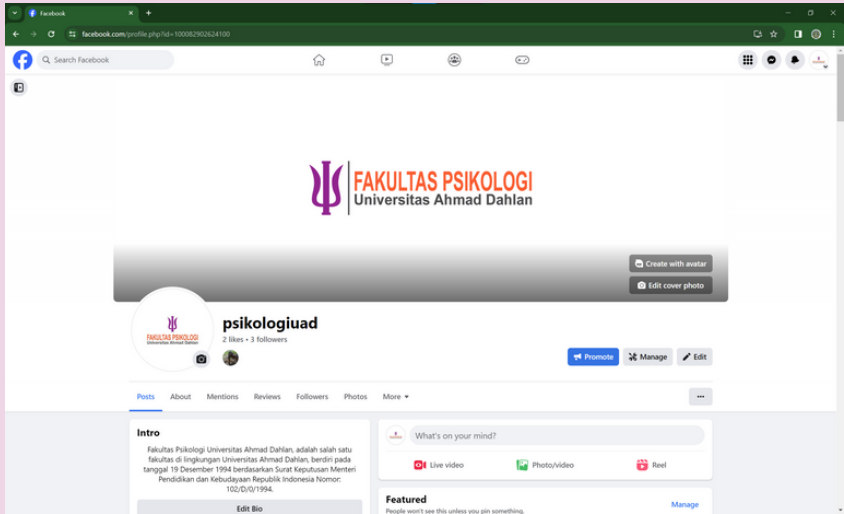 Facebook
facebook.com/profile.php?id=100082902624100
Search Facebook
FAKULTAS PSIKOLOGI
Universitas Ahmad Dahlan
Create with avatar
Edit cover photo
FAKULTAS PSIKOLOGI
Universitas Ahmad Dahlan
psikologiuad
2 likes • 3 followers
Promote
Manage
Edit
Posts
About
Mentions
Reviews
Followers
Photos
More
Intro
Fakultas Psikologi Universitas Ahmad Dahlan, adalah salah satu
fakultas di lingkungan Universitas Ahmad Dahlan, berdiri pada
tanggal 19 Desember 1994 berdasarkan Surat Keputusan Menteri
Pendidikan dan Kebudayaan Republik Indonesia Nomor:
102/D/0/1994.
Edit Bio
What's on your mind?
Live video
Photo/video
Reel
Featured
People won't see this unless you pin something.
Manage